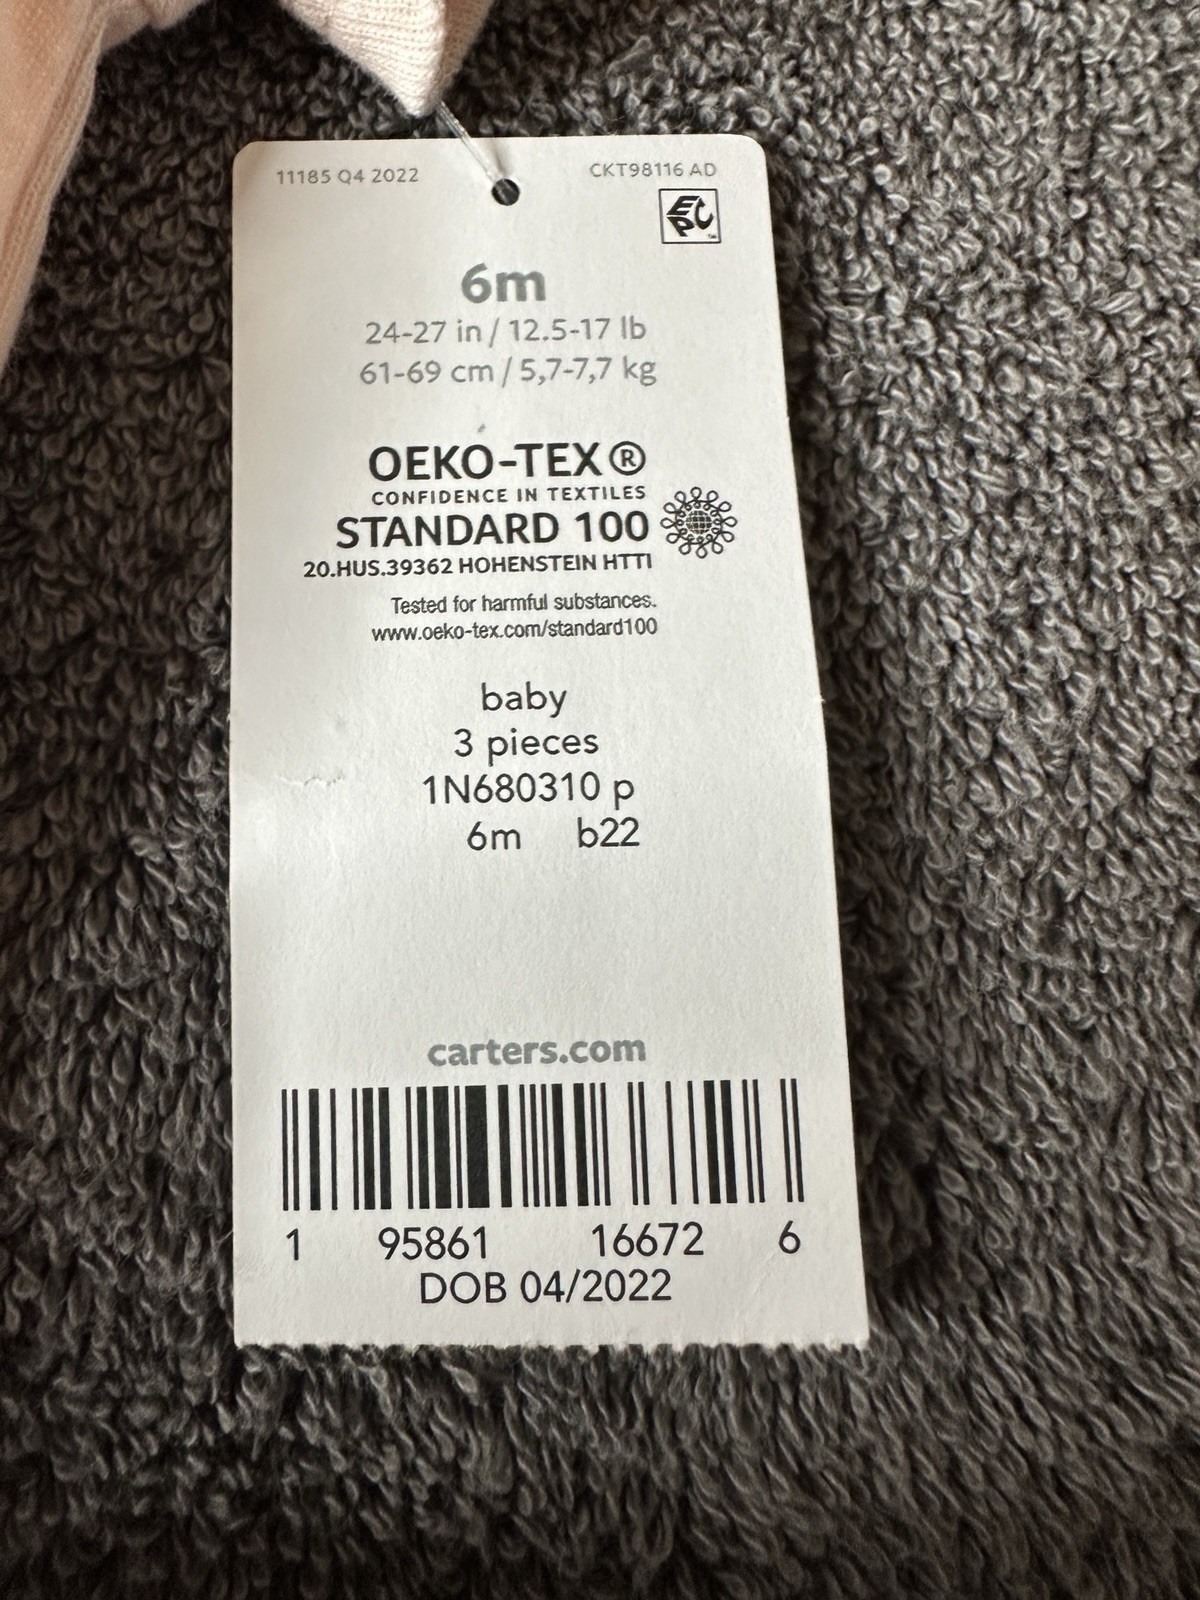 11185 Q4 2022
CKT98116 AD
EPC
6m
24-27 in / 12.5-17 lb
61-69 cm / 5,7-7,7 kg
OEKO-TEX®
CONFIDENCE IN TEXTILES
STANDARD 100
20.HUS.39362 HOHENSTEIN HTTI
Tested for harmful substances.
www.oeko-tex.com/standard100
baby
3 pieces
1N680310 p
6m b22
carters.com
1 95861 16672 6
DOB 04/2022